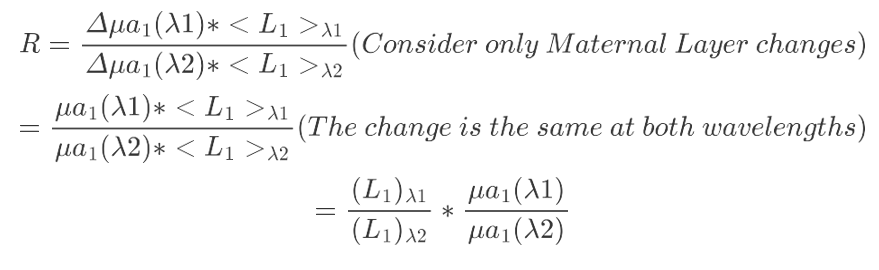 R = Δμa₁(λ1)* < L₁ >λ1 / Δμa₁(λ2)* < L₁ >λ2 (Consider only Maternal Layer changes)
= μa₁(λ1)* < L₁ >λ1 / μa₁(λ2)* < L₁ >λ2 (The change is the same at both wavelengths)
= (L₁)λ1 / (L₁)λ2 * μa₁(λ1) / μa₁(λ2)